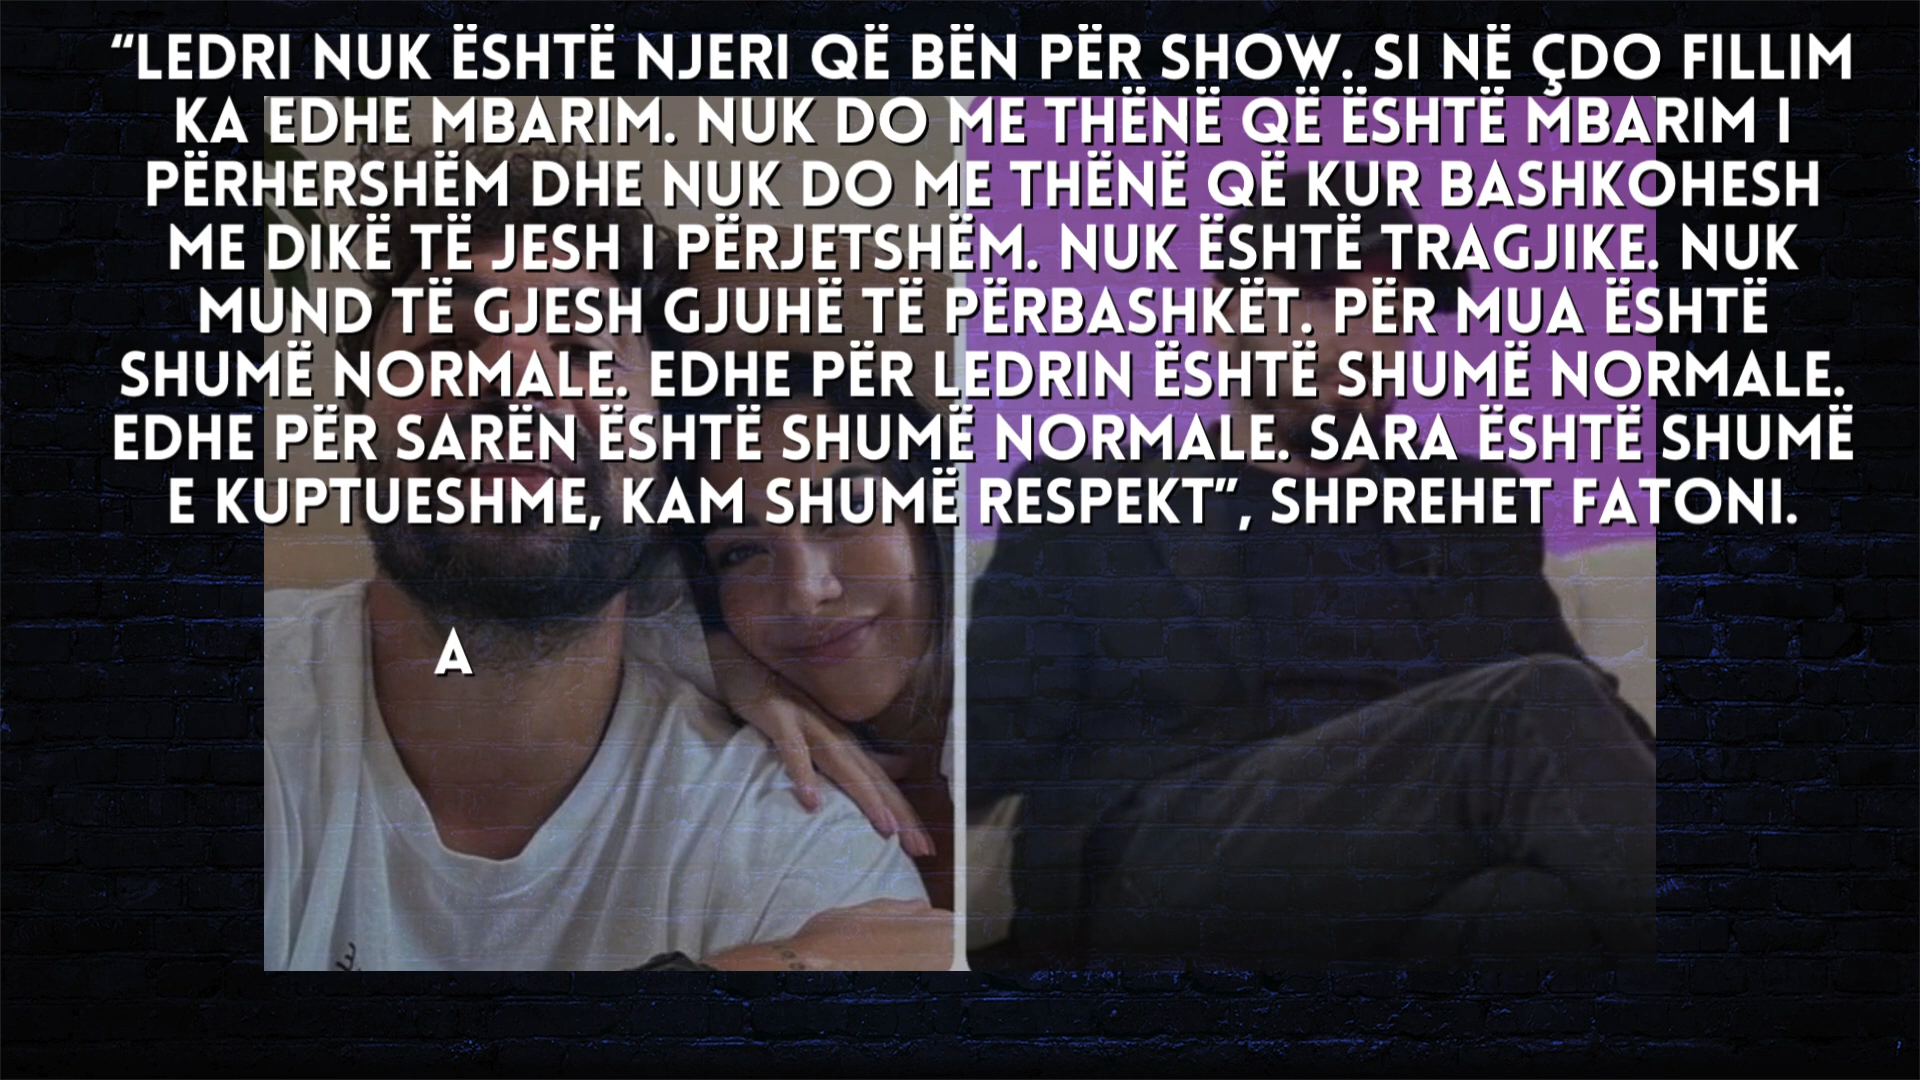 “LEDRI NUK ËSHTË NJERI QË BËN PËR SHOW. SI NË ÇDO FILLIM
KA EDHE MBARIM. NUK DO ME THËNË QË ËSHTË MBARIM I
PËRHERSHËM DHE NUK DO ME THËNË QË KUR BASHKOHESH
ME DIKË TË JESH I PËRJETSHËM. NUK ËSHTË TRAGJIKE. NUK
MUND TË GJESH GJUHË TË PËRBASHKËT. PËR MUA ËSHTË
SHUMË NORMALE. EDHE PËR LEDRIN ËSHTË SHUMË NORMALE.
EDHE PËR SARËN ËSHTË SHUMË NORMALE. SARA ËSHTË SHUMË
E KUPTUESHME, KAM SHUMË RESPEKT”, SHPREHET FATONI.
A